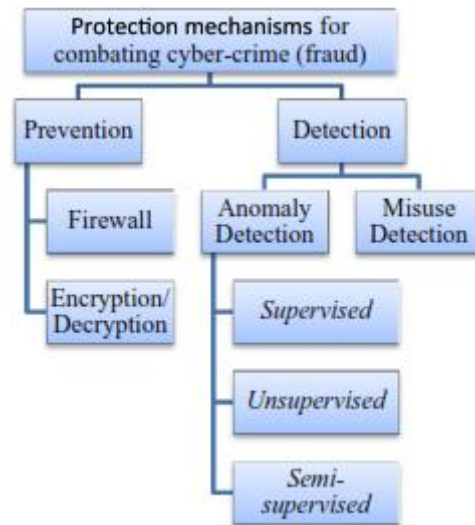 Protection mechanisms for
combating cyber-crime (fraud)
Prevention
Detection
Firewall
Encryption/
Decryption
Anomaly
Detection
Misuse
Detection
Supervised
Unsupervised
Semi-
supervised